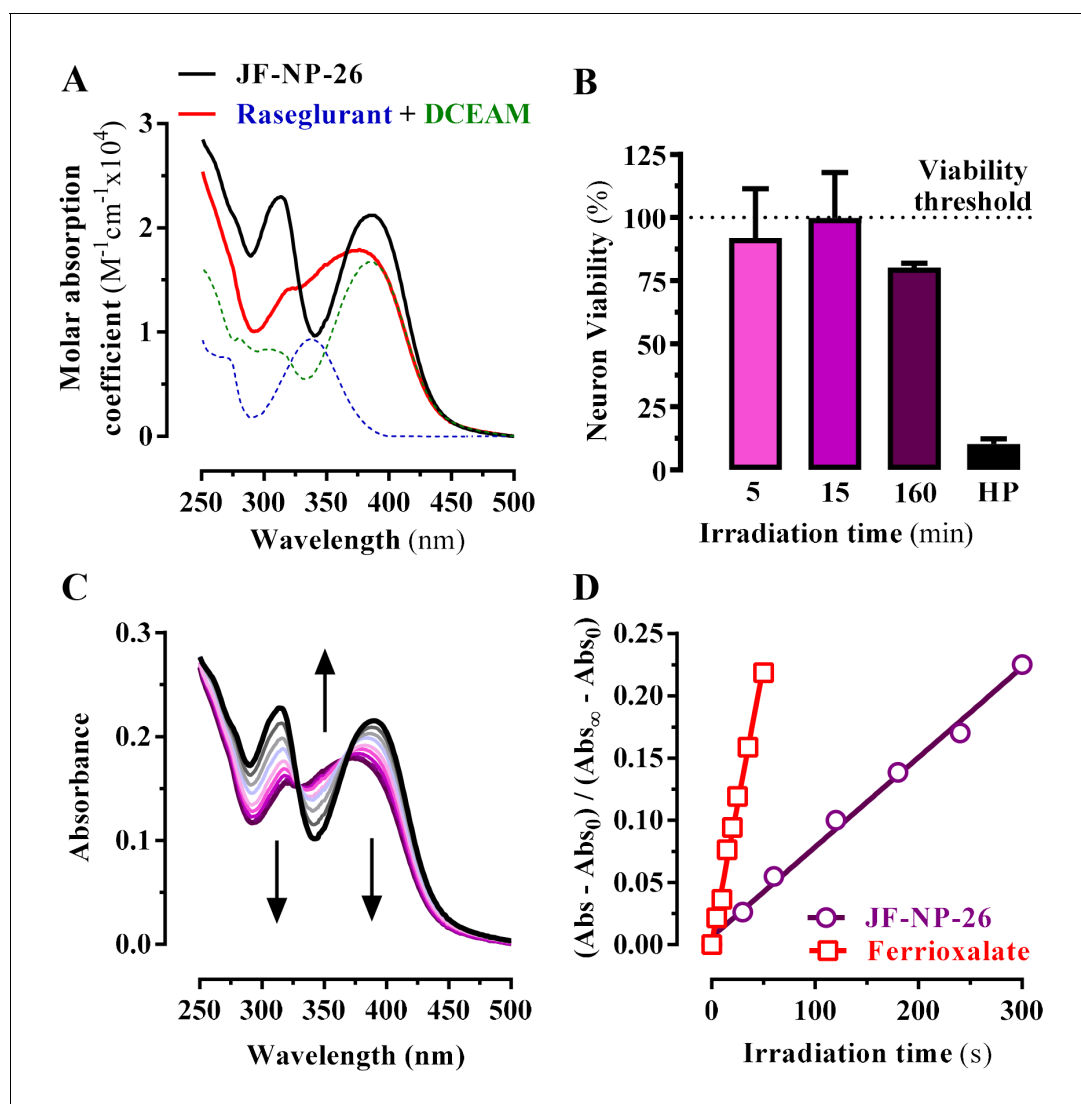 A
JF-NP-26
Raseglurant + DCEAM
Molar absorption
coefficient (M⁻¹cm⁻¹x10⁴)
3
2
1
0
250 300 350 400 450 500
Wavelength (nm)
B
Neuron Viability (%)
125
100
75
50
25
0
Viability
threshold
5 15 160 HP
Irradiation time (min)
C
Absorbance
0.3
0.2
0.1
0.0
250 300 350 400 450 500
Wavelength (nm)
D
(Abs - Abs₀) / (Abs∞ - Abs₀)
0.25
0.20
0.15
0.10
0.05
0.00
JF-NP-26
Ferrioxalate
0 100 200 300
Irradiation time (s)